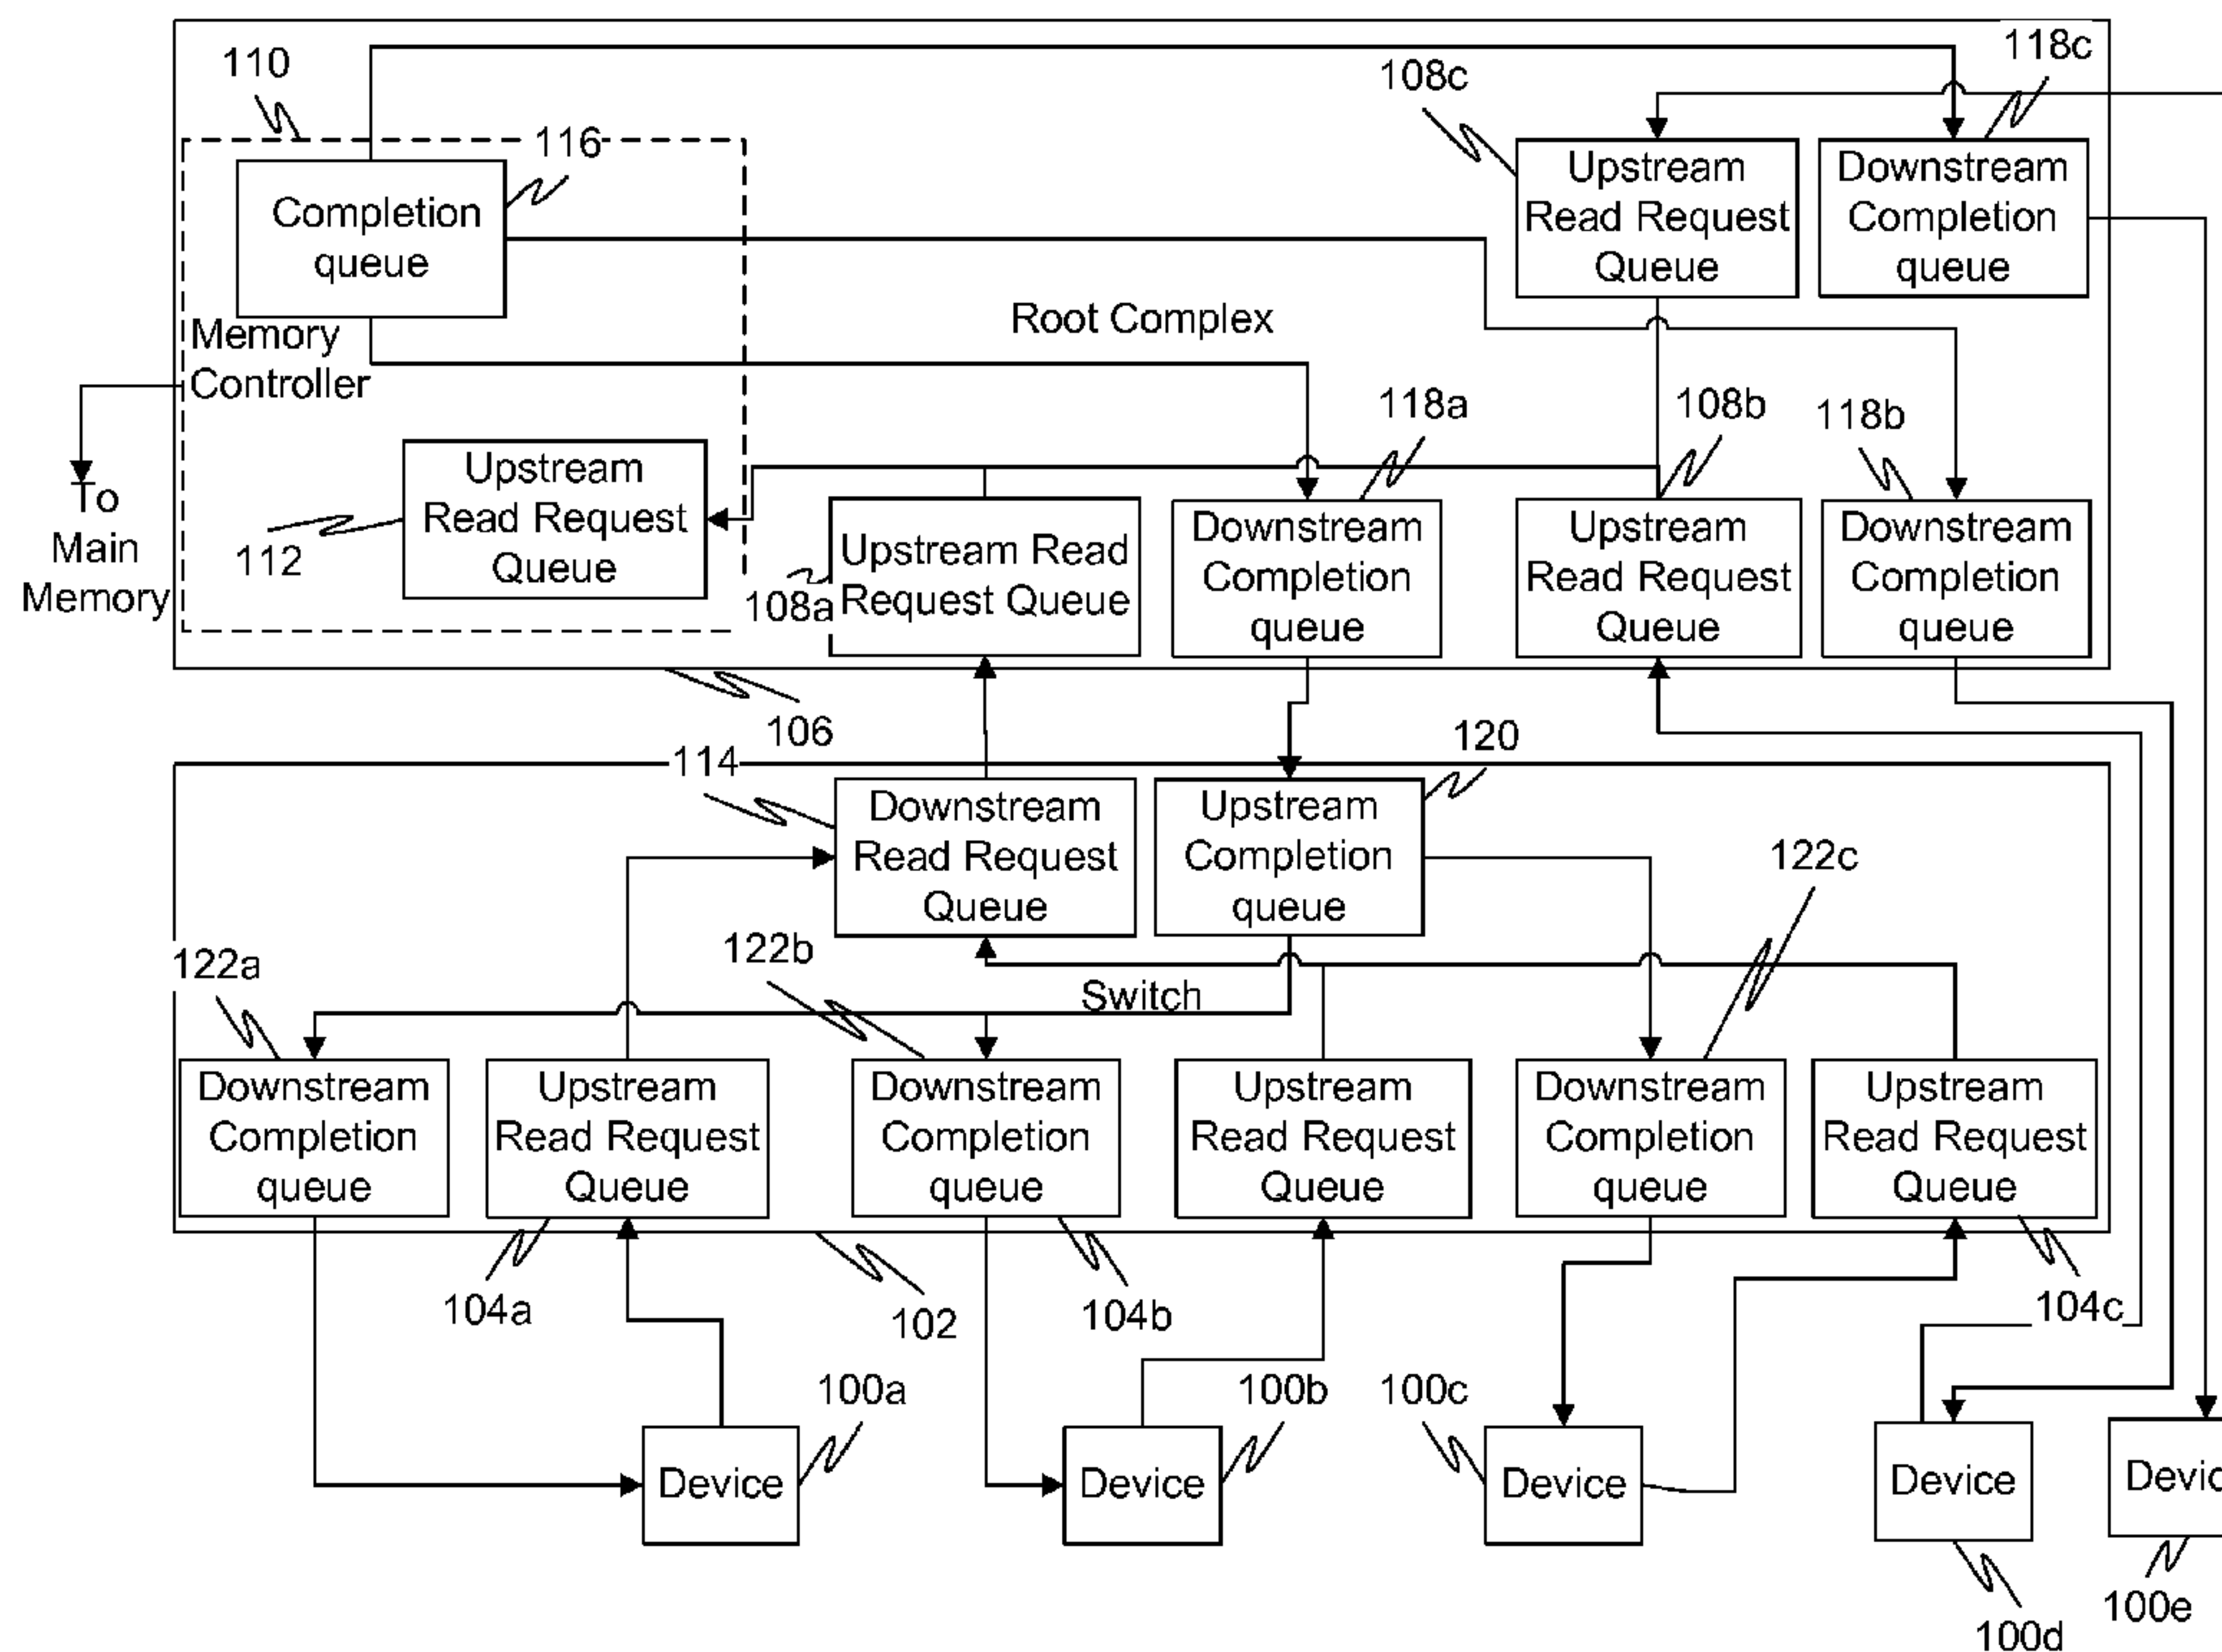 110
118c
108c
116
Completion
queue
Upstream
Read Request
Queue
Downstream
Completion
queue
Root Complex
Memory
Controller
118a
108b
118b
To
Main
Memory
112
Upstream
Read Request
Queue
108a
Upstream Read
Request Queue
Downstream
Completion
queue
Upstream
Read Request
Queue
Downstream
Completion
queue
106
114
120
Downstream
Read Request
Queue
Upstream
Completion
queue
122c
122a
122b
Switch
Downstream
Completion
queue
Upstream
Read Request
Queue
Downstream
Completion
queue
Upstream
Read Request
Queue
Downstream
Completion
queue
Upstream
Read Request
Queue
104a
102
104b
104c
100a
100b
100c
Device
Device
Device
Device
Devic
100d
100e